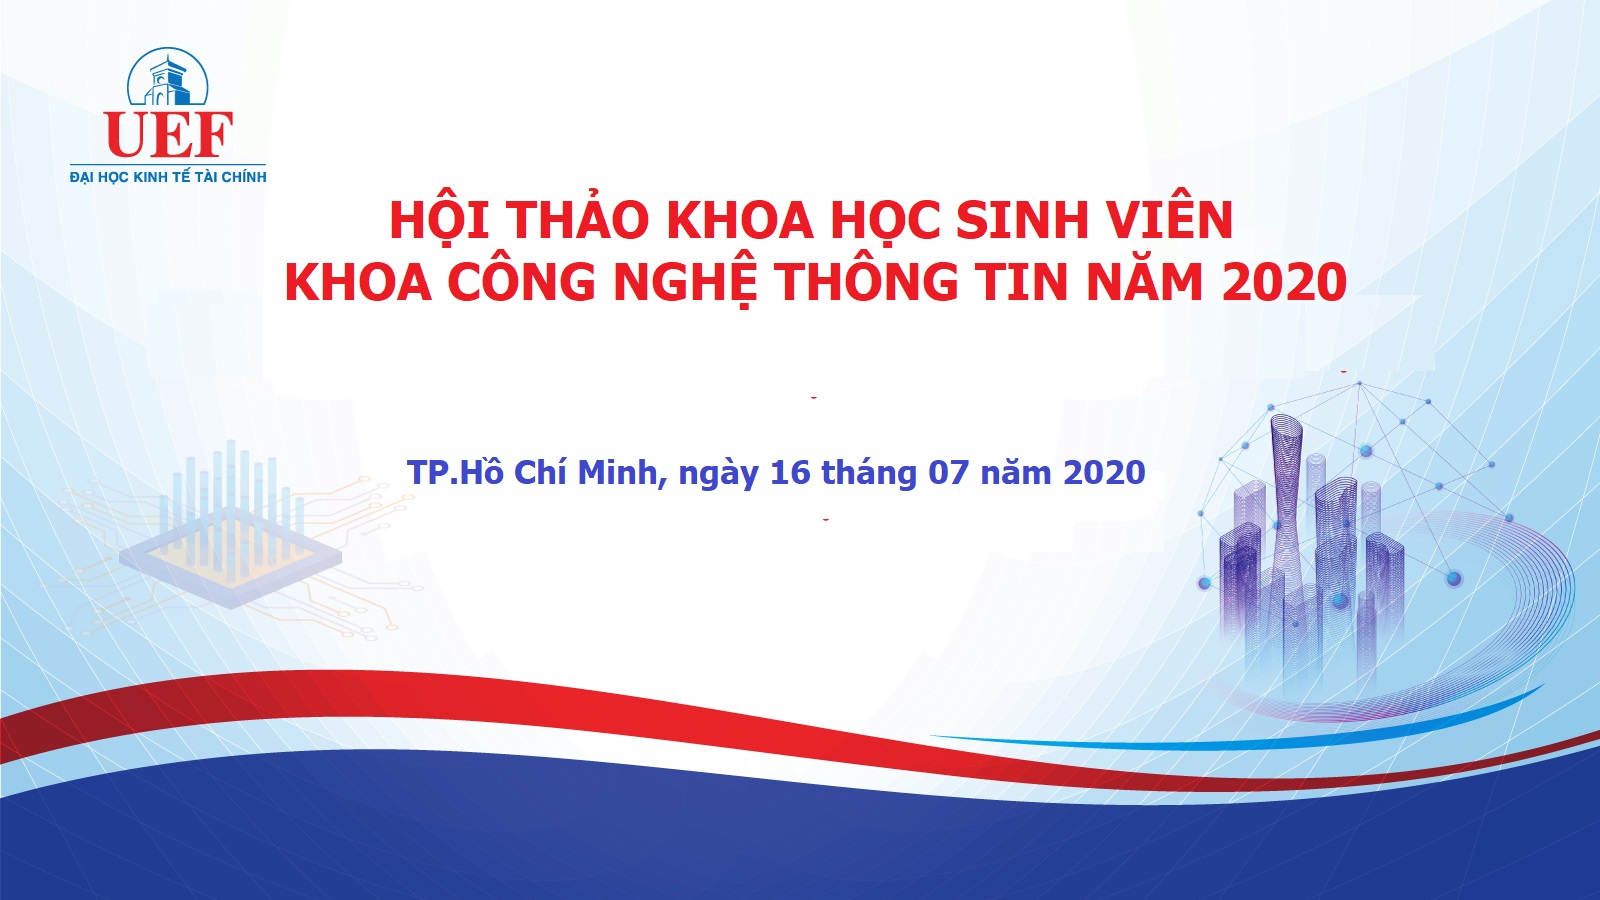 UEF
ĐẠI HỌC KINH TẾ TÀI CHÍNH
HỘI THẢO KHOA HỌC SINH VIÊN
KHOA CÔNG NGHỆ THÔNG TIN NĂM 2020
TP.Hồ Chí Minh, ngày 16 tháng 07 năm 2020